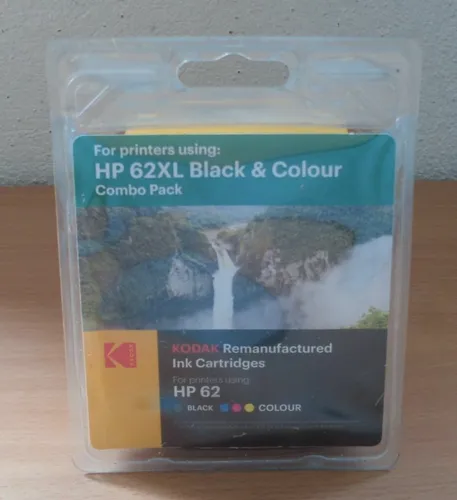 For printers using:
HP 62XL Black & Colour
Combo Pack
KODAK Remanufactured
Ink Cartridges
For printers using:
HP 62
BLACK COLOUR
KODAK